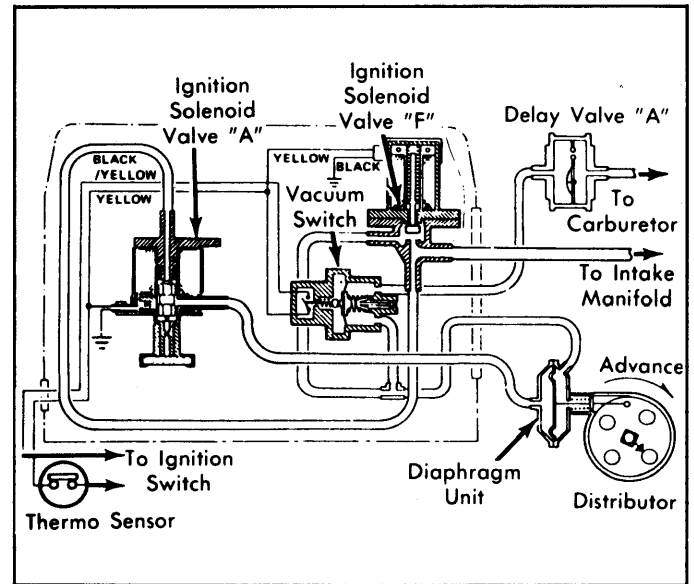 Ignition
Solenoid
Valve "A"
Ignition
Solenoid
Valve "F"
Delay Valve "A"
BLACK
/YELLOW
YELLOW
YELLOW
BLACK
Vacuum
Switch
To
Carburetor
To Intake
Manifold
Advance
To Ignition
Switch
Thermo Sensor
Diaphragm
Unit
Distributor